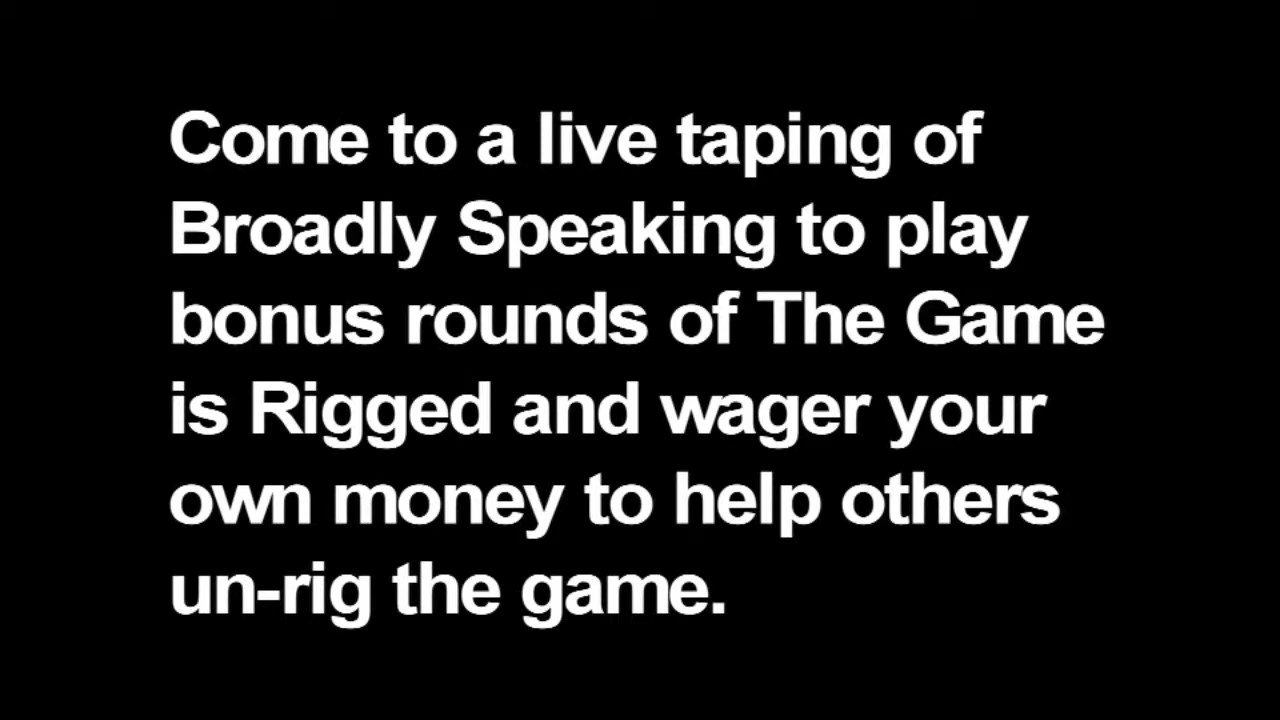 Come to a live taping of
Broadly Speaking to play
bonus rounds of The Game
is Rigged and wager your
own money to help others
un-rig the game.